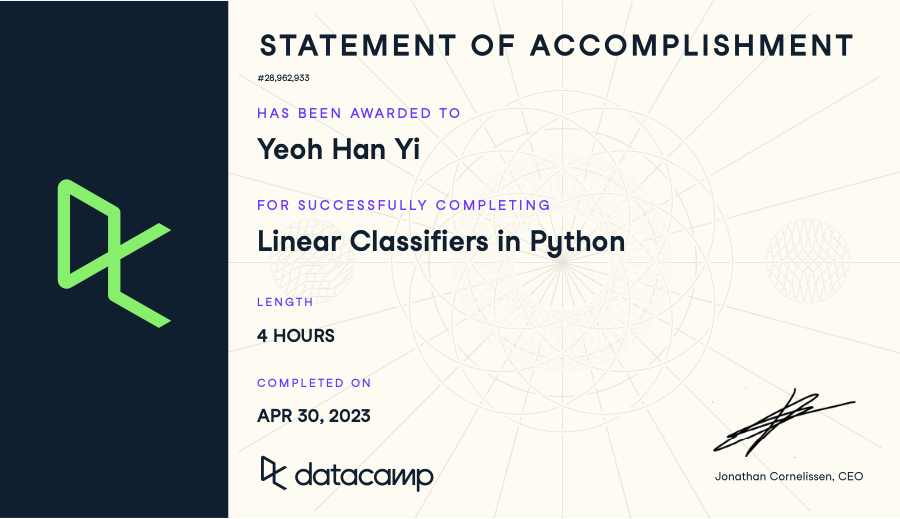 STATEMENT OF ACCOMPLISHMENT
#28,962,933
HAS BEEN AWARDED TO
Yeoh Han Yi
FOR SUCCESSFULLY COMPLETING
Linear Classifiers in Python
LENGTH
4 HOURS
COMPLETED ON
APR 30, 2023
datacamp
Jonathan Cornelissen, CEO